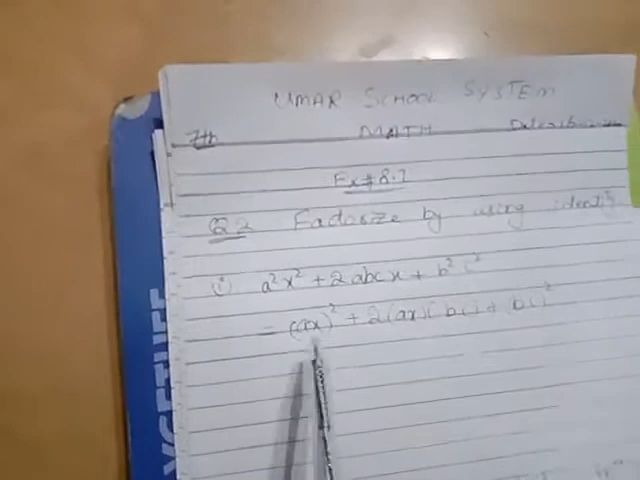 UMAR SCHOOL SYSTEM
7th MATH
Ex # 8.7
Q2 Factorize by using identity
(i) a²x² + 2abcx + b²c²
= (ax)² + 2(ax)(bc) + (bc)²